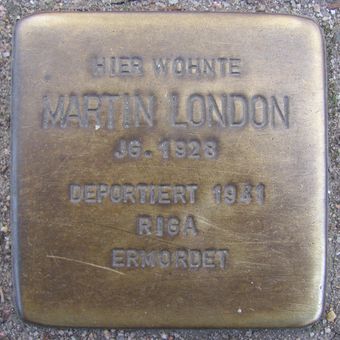 HIER WOHNTE
MARTIN LONDON
JG. 1928
DEPORTIERT 1941
RIGA
ERMORDET